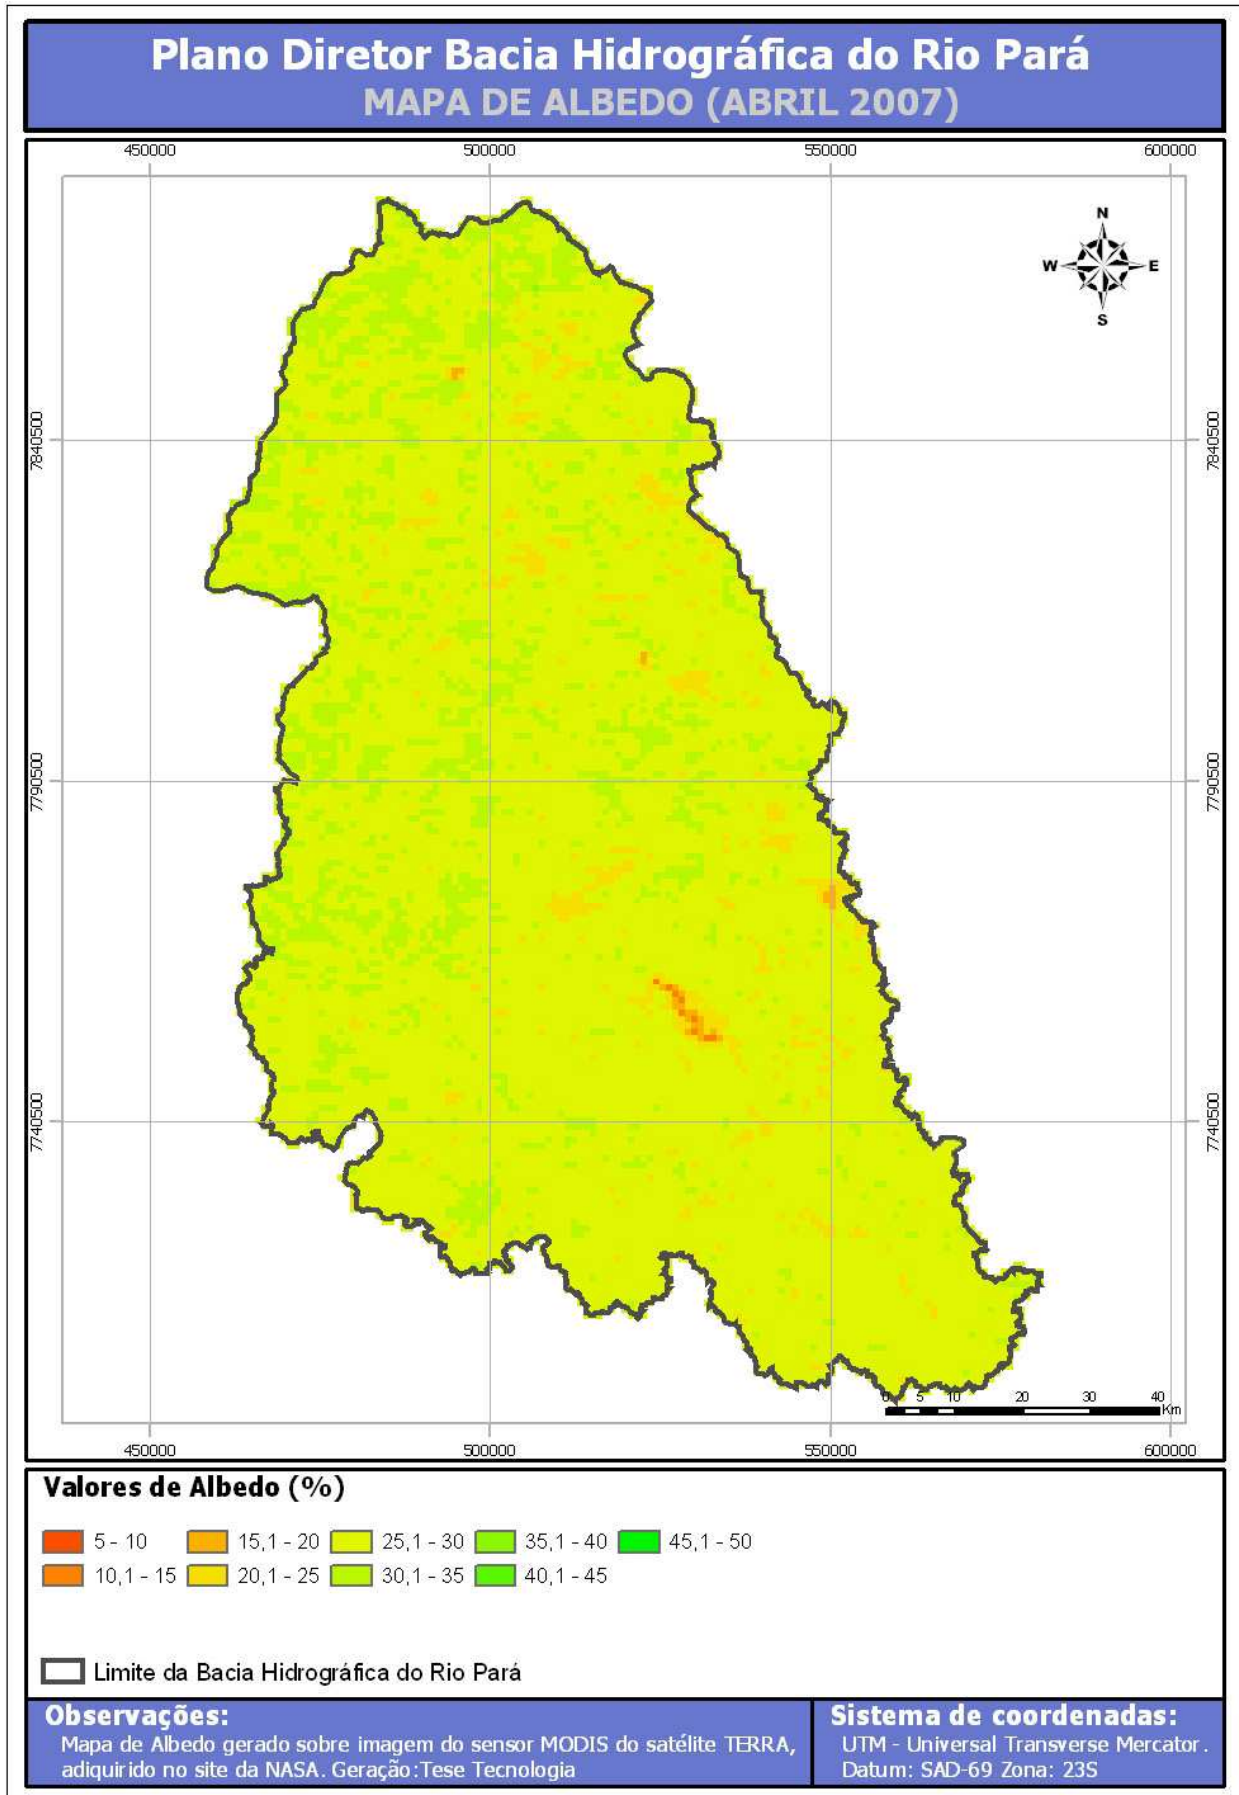 Plano Diretor Bacia Hidrográfica do Rio Pará
MAPA DE ALBEDO (ABRIL 2007)
450000 500000 550000 600000
N
W E
S
7840500 7840500
7790500 7790500
7740500 7740500
0 5 10 20 30 40
Km
450000 500000 550000 600000
Valores de Albedo (%)
5 - 10 15,1 - 20 25,1 - 30 35,1 - 40 45,1 - 50
10,1 - 15 20,1 - 25 30,1 - 35 40,1 - 45
Limite da Bacia Hidrográfica do Rio Pará
Observações:
Mapa de Albedo gerado sobre imagem do sensor MODIS do satélite TERRA,
adiquirido no site da NASA. Geração:Tese Tecnologia
Sistema de coordenadas:
UTM - Universal Transverse Mercator.
Datum: SAD-69 Zona: 23S